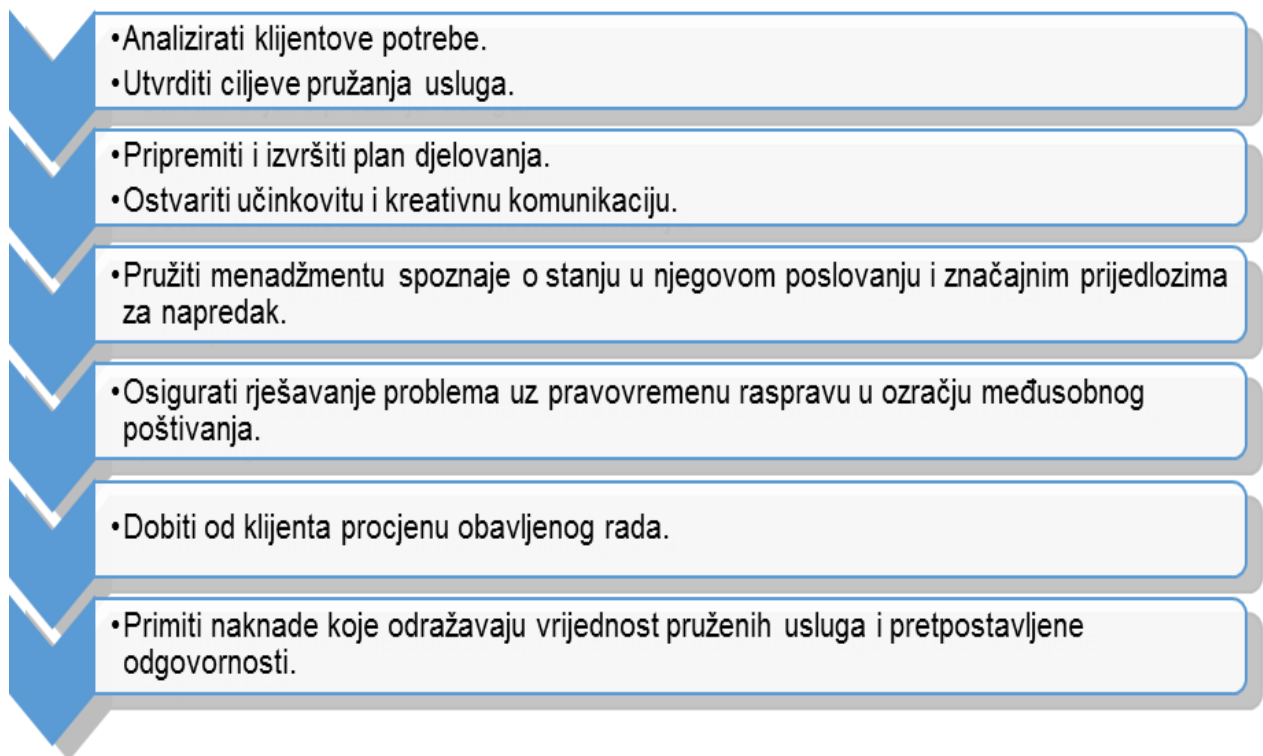 •Analizirati klijentove potrebe.
•Utvrditi ciljeve pružanja usluga.
•Pripremiti i izvršiti plan djelovanja.
•Ostvariti učinkovitu i kreativnu komunikaciju.
•Pružiti menadžmentu spoznaje o stanju u njegovom poslovanju i značajnim prijedlozima
za napredak.
•Osigurati rješavanje problema uz pravovremenu raspravu u ozračju međusobnog
poštivanja.
•Dobiti od klijenta procjenu obavljenog rada.
•Primiti naknade koje odražavaju vrijednost pruženih usluga i pretpostavljene
odgovornosti.